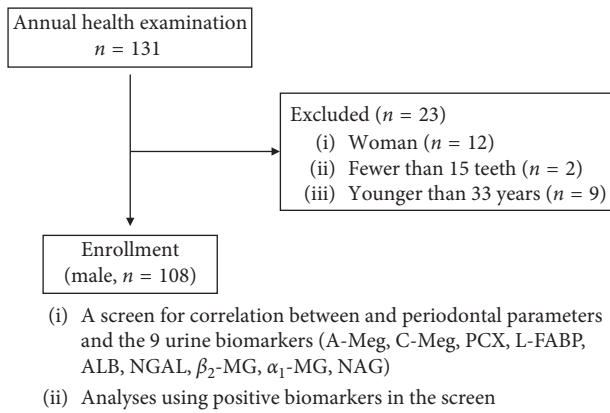 Annual health examination
n = 131
Excluded (n = 23)
(i) Woman (n = 12)
(ii) Fewer than 15 teeth (n = 2)
(iii) Younger than 33 years (n = 9)
Enrollment
(male, n = 108)
(i) A screen for correlation between and periodontal parameters
and the 9 urine biomarkers (A-Meg, C-Meg, PCX, L-FABP,
ALB, NGAL, β₂-MG, α₁-MG, NAG)
(ii) Analyses using positive biomarkers in the screen